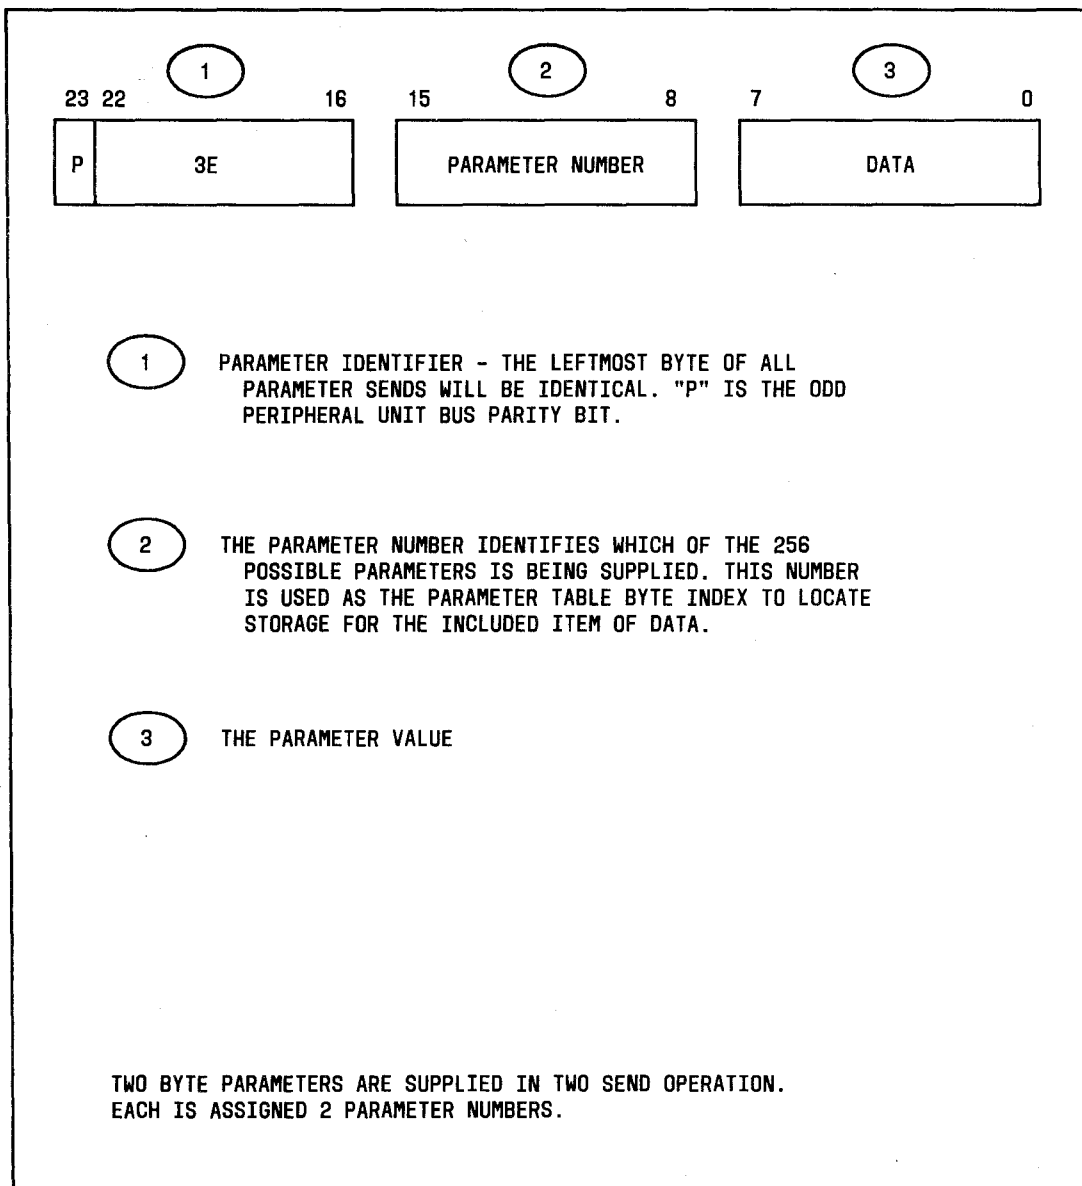 1 2 3
23 22 16 15 8 7 0
P 3E PARAMETER NUMBER DATA
1 PARAMETER IDENTIFIER - THE LEFTMOST BYTE OF ALL
PARAMETER SENDS WILL BE IDENTICAL. "P" IS THE ODD
PERIPHERAL UNIT BUS PARITY BIT.
2 THE PARAMETER NUMBER IDENTIFIES WHICH OF THE 256
POSSIBLE PARAMETERS IS BEING SUPPLIED. THIS NUMBER
IS USED AS THE PARAMETER TABLE BYTE INDEX TO LOCATE
STORAGE FOR THE INCLUDED ITEM OF DATA.
3 THE PARAMETER VALUE
TWO BYTE PARAMETERS ARE SUPPLIED IN TWO SEND OPERATION.
EACH IS ASSIGNED 2 PARAMETER NUMBERS.